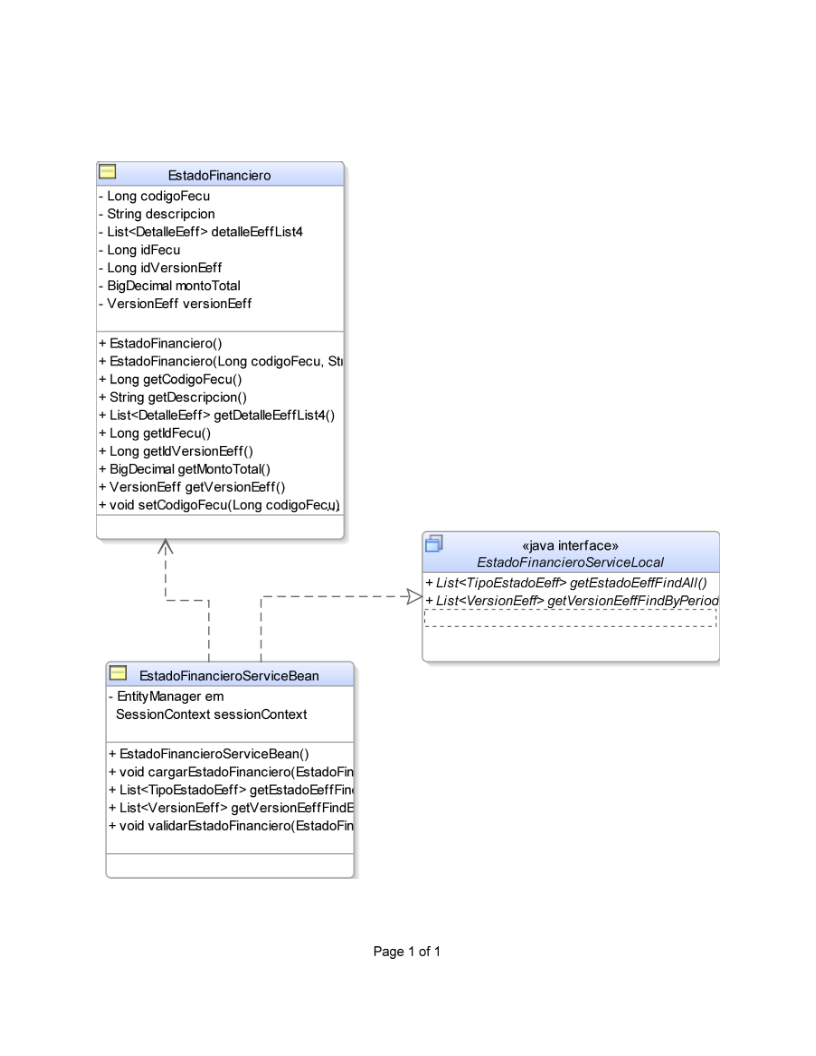 EstadoFinanciero
- Long codigoFecu
- String descripcion
- List<DetalleEeff> detalleEeffList4
- Long idFecu
- Long idVersionEeff
- BigDecimal montoTotal
- VersionEeff versionEeff
+ EstadoFinanciero()
+ EstadoFinanciero(Long codigoFecu, Stri
+ Long getCodigoFecu()
+ String getDescripcion()
+ List<DetalleEeff> getDetalleEeffList4()
+ Long getIdFecu()
+ Long getIdVersionEeff()
+ BigDecimal getMontoTotal()
+ VersionEeff getVersionEeff()
+ void setCodigoFecu(Long codigoFecu)
«java interface»
EstadoFinancieroServiceLocal
+ List<TipoEstadoEeff> getEstadoEeffFindAll()
+ List<VersionEeff> getVersionEeffFindByPeriod
EstadoFinancieroServiceBean
- EntityManager em
SessionContext sessionContext
+ EstadoFinancieroServiceBean()
+ void cargarEstadoFinanciero(EstadoFin
+ List<TipoEstadoEeff> getEstadoEeffFin
+ List<VersionEeff> getVersionEeffFindB
+ void validarEstadoFinanciero(EstadoFin
Page 1 of 1